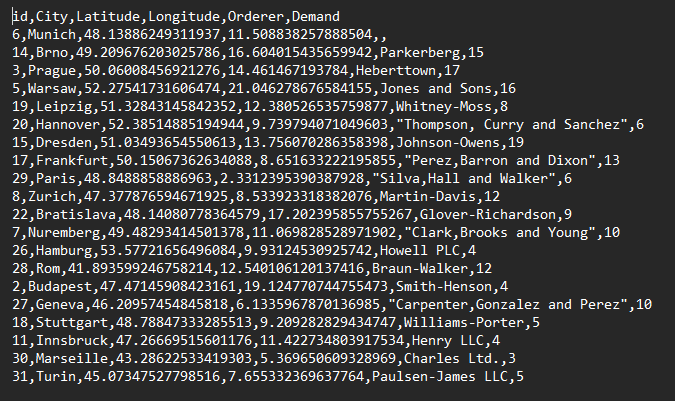 id,City,Latitude,Longitude,Orderer,Demand
6,Munich,48.13886249311937,11.508838257888504,,
14,Brno,49.209676203025786,16.604015435659942,Parkerberg,15
3,Prague,50.06008456921276,14.461467193784,Heberttown,17
5,Warsaw,52.27541731606474,21.046278676584155,Jones and Sons,16
19,Leipzig,51.32843145842352,12.380526535759877,Whitney-Moss,8
20,Hannover,52.38514885194944,9.739794071049603,"Thompson, Curry and Sanchez",6
15,Dresden,51.03493654550613,13.756070286358398,Johnson-Owens,19
17,Frankfurt,50.15067362634088,8.651633222195855,"Perez,Barron and Dixon",13
29,Paris,48.8488858886963,2.3312395390387928,"Silva,Hall and Walker",6
8,Zurich,47.377876594671925,8.533923318382076,Martin-Davis,12
22,Bratislava,48.14080778364579,17.202395855755267,Glover-Richardson,9
7,Nuremberg,49.48293414501378,11.069828528971902,"Clark,Brooks and Young",10
26,Hamburg,53.57721656496084,9.93124530925742,Howell PLC,4
28,Rom,41.893599246758214,12.540106120137416,Braun-Walker,12
2,Budapest,47.47145908423161,19.124770744755473,Smith-Henson,4
27,Geneva,46.20957454845818,6.1335967870136985,"Carpenter,Gonzalez and Perez",10
18,Stuttgart,48.78847333285513,9.209282829434747,Williams-Porter,5
11,Innsbruck,47.26669515601176,11.422734803917534,Henry LLC,4
30,Marseille,43.28622533419303,5.369650609328969,Charles Ltd.,3
31,Turin,45.07347527798516,7.655332369637764,Paulsen-James LLC,5